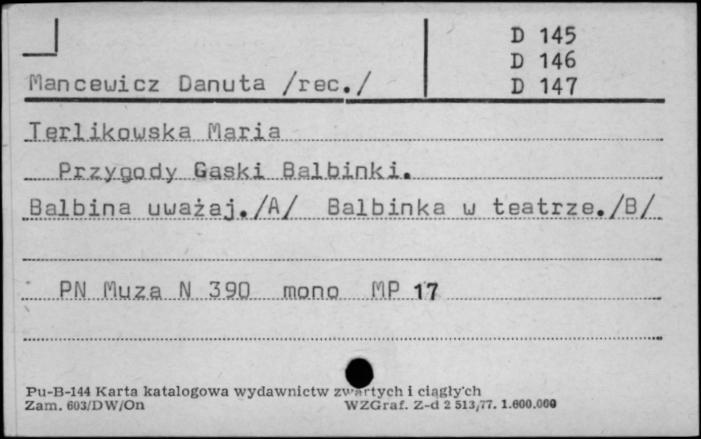 D 145
D 146
Mancewicz Danuta /rec./ D 147
Terlikowska Maria
Przygody Gaski Balbinki.
Balbina uważaj./A/ Balbinka w teatrze./B/
PN Muza N 390 mono MP 17
Pu-B-144 Karta katalogowa wydawnictw zwartych i ciągłych
Zam. 603/DW/On WZGraf. Z-d 2 513/77. 1.600.000